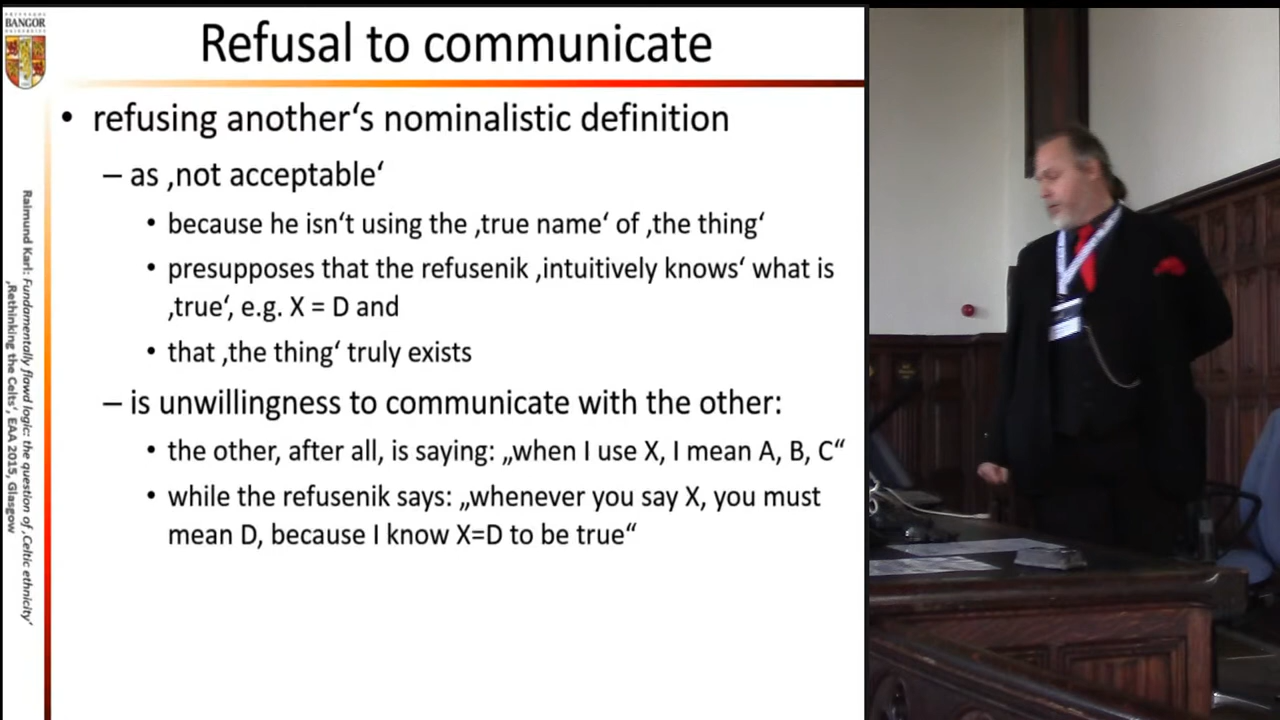 BANGOR
Refusal to communicate
• refusing another‘s nominalistic definition
– as ‚not acceptable‘
• because he isn‘t using the ‚true name‘ of ‚the thing‘
• presupposes that the refusenik ‚intuitively knows‘ what is
‚true‘, e.g. X = D and
• that ‚the thing‘ truly exists
– is unwillingness to communicate with the other:
• the other, after all, is saying: „when I use X, I mean A, B, C“
• while the refusenik says: „whenever you say X, you must
mean D, because I know X=D to be true“
Raimund Karl: Fundamentally flawd logic: the question of ‚Celtic ethnicity‘
‚Rethinking the Celts‘, EAA 2015, Glasgow